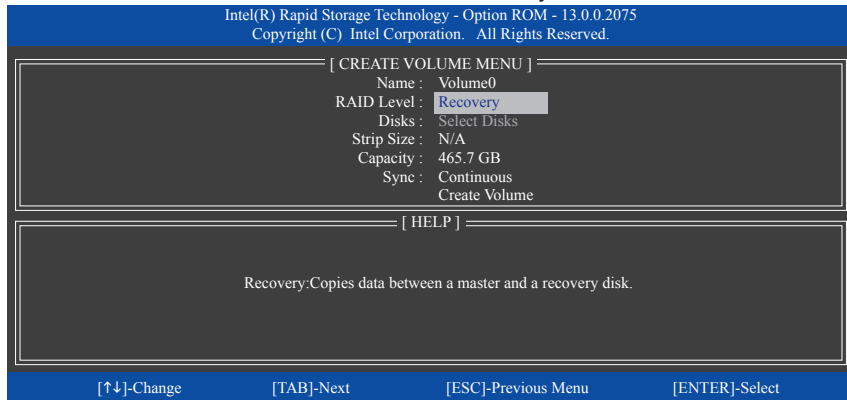 Intel(R) Rapid Storage Technology - Option ROM - 13.0.0.2075
Copyright (C) Intel Corporation. All Rights Reserved.
[ CREATE VOLUME MENU ]
Name : Volume0
RAID Level : Recovery
Disks : Select Disks
Strip Size : N/A
Capacity : 465.7 GB
Sync : Continuous
Create Volume
[ HELP ]
Recovery:Copies data between a master and a recovery disk.
[↑↓]-Change [TAB]-Next [ESC]-Previous Menu [ENTER]-Select